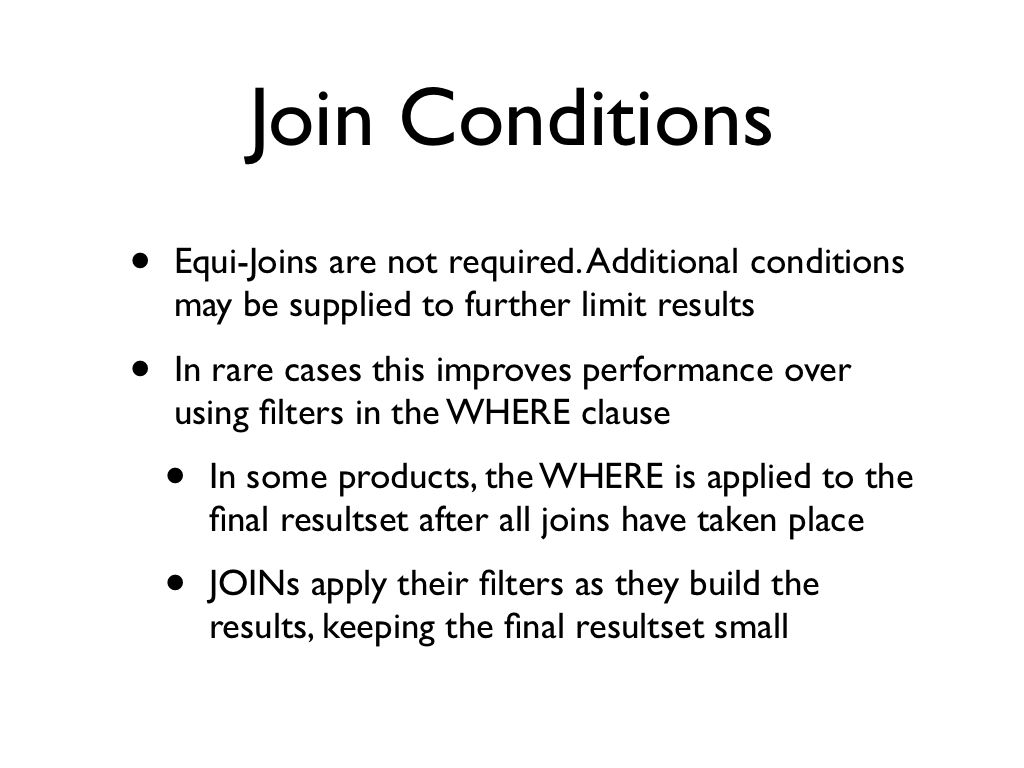 Join Conditions
• Equi-Joins are not required. Additional conditions
may be supplied to further limit results
• In rare cases this improves performance over
using filters in the WHERE clause
• In some products, the WHERE is applied to the
final resultset after all joins have taken place
• JOINs apply their filters as they build the
results, keeping the final resultset small